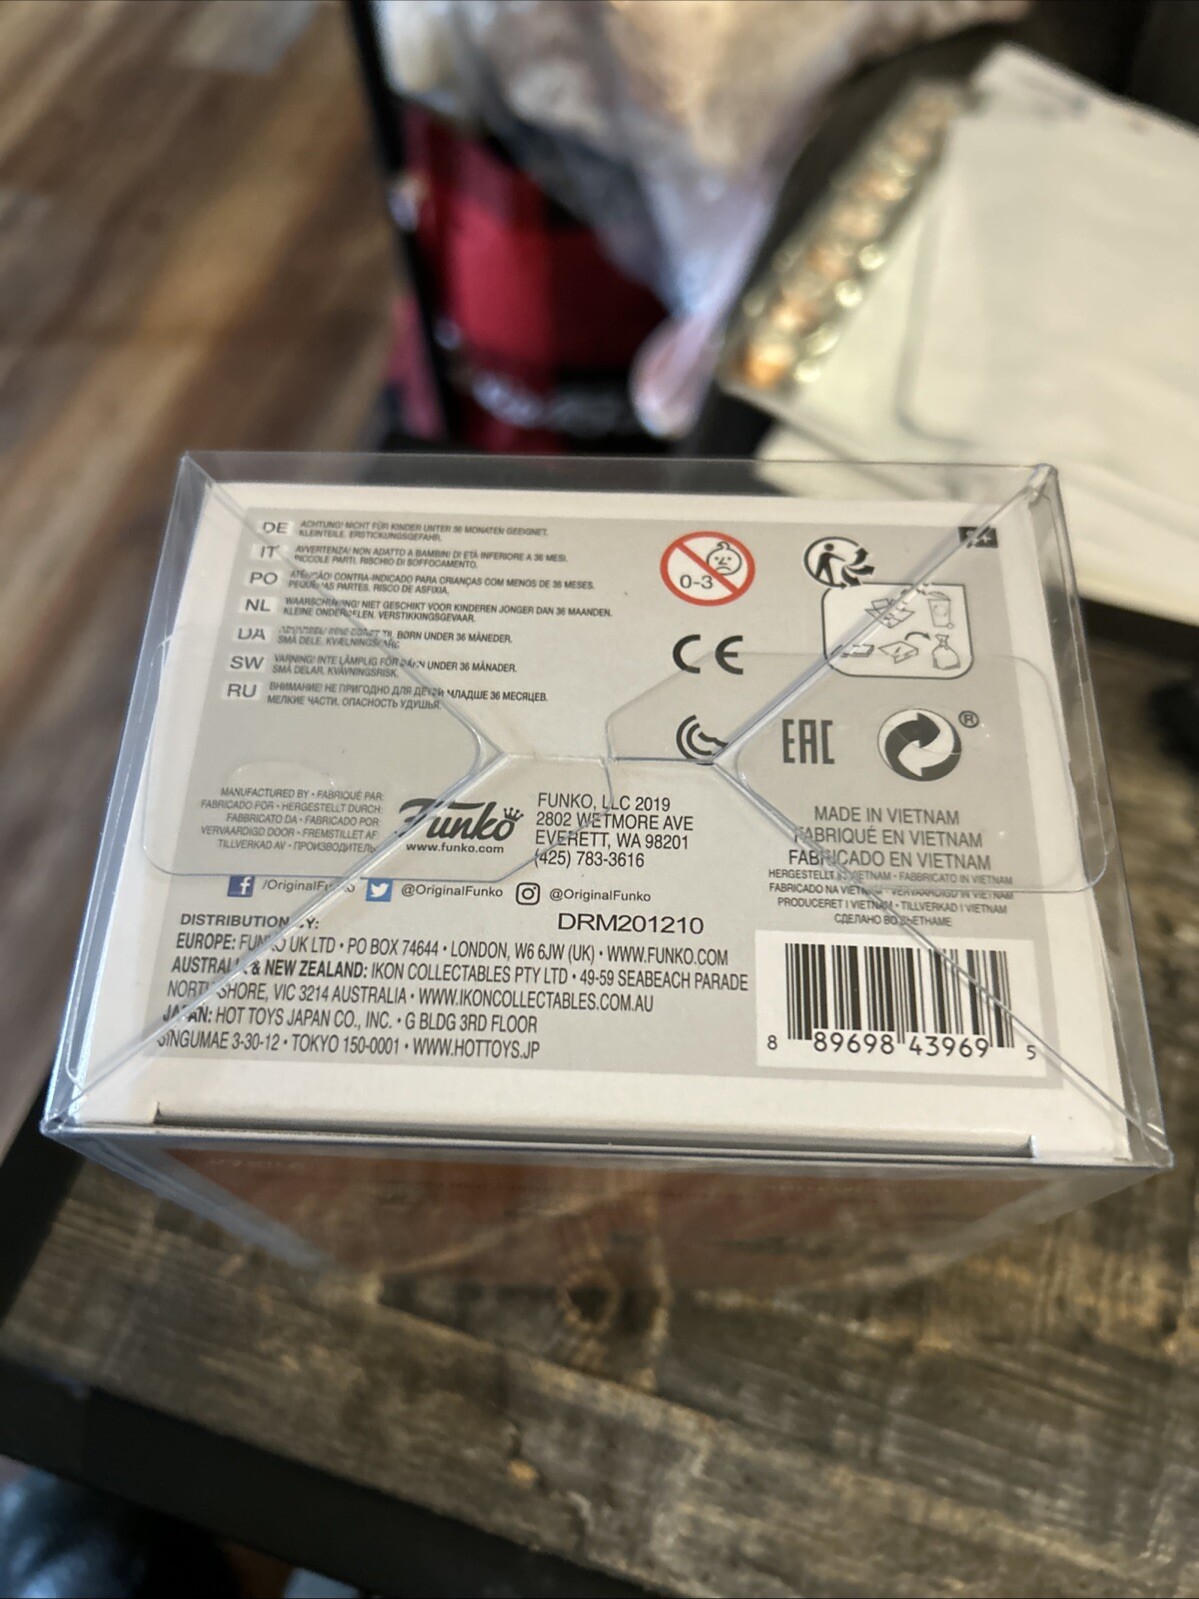 DE ACHTUNG! NICHT FÜR KINDER UNTER 36 MONATEN GEEIGNET.
KLEINTEILE. ERSTICKUNGSGEFAHR.
IT AVVERTENZA! NON ADATTO A BAMBINI DI ETÀ INFERIORE A 36 MESI.
PICCOLE PARTI. RISCHIO DI SOFFOCAMENTO.
PO ATENÇÃO! CONTRA-INDICADO PARA CRIANÇAS COM MENOS DE 36 MESES.
PEQUENAS PARTES. RISCO DE ASFIXIA.
NL WAARSCHUWING! NIET GESCHIKT VOOR KINDEREN JONGER DAN 36 MAANDEN.
KLEINE ONDERDELEN. VERSTIKKINGSGEVAAR.
DA TIL BØRN UNDER 36 MÅNEDER.
SMÅ DELE. KVÆLNINGSFARE.
SW VARNING! INTE LÄMPLIG FÖR BARN UNDER 36 MÅNADER.
SMÅ DELAR. KVÄVNINGSRISK.
RU ВНИМАНИЕ! НЕ ПРИГОДНО ДЛЯ ДЕТЕЙ МЛАДШЕ 36 МЕСЯЦЕВ.
МЕЛКИЕ ЧАСТИ. ОПАСНОСТЬ УДУШЬЯ.
0-3
CE
EAC
®
MANUFACTURED BY • FABRIQUÉ PAR:
FABRICADO POR • HERGESTELLT DURCH:
FABBRICATO DA • FABRICADO POR:
VERVAARDIGD DOOR • FREMSTILLET AF:
TILLVERKAD AV • ПРОИЗВОДИТЕЛЬ:
Funko
www.funko.com
FUNKO, LLC 2019
2802 WETMORE AVE
EVERETT, WA 98201
(425) 783-3616
MADE IN VIETNAM
FABRIQUÉ EN VIETNAM
FABRICADO EN VIETNAM
HERGESTELLT IN VIETNAM • FABBRICATO IN VIETNAM
FABRICADO NA VIETNAM • VERVAARDIGD IN VIETNAM
PRODUCERET I VIETNAM • TILLVERKAD I VIETNAM
СДЕЛАНО ВО ВЬЕТНАМЕ
/OriginalFunko @OriginalFunko @OriginalFunko
DRM201210
DISTRIBUTION BY:
EUROPE: FUNKO UK LTD • PO BOX 74644 • LONDON, W6 6JW (UK) • WWW.FUNKO.COM
AUSTRALIA & NEW ZEALAND: IKON COLLECTABLES PTY LTD • 49-59 SEABEACH PARADE
NORTH SHORE, VIC 3214 AUSTRALIA • WWW.IKONCOLLECTABLES.COM.AU
JAPAN: HOT TOYS JAPAN CO., INC. • G BLDG 3RD FLOOR
JINGUMAE 3-30-12 • TOKYO 150-0001 • WWW.HOTTOYS.JP
8 89698 43969 5